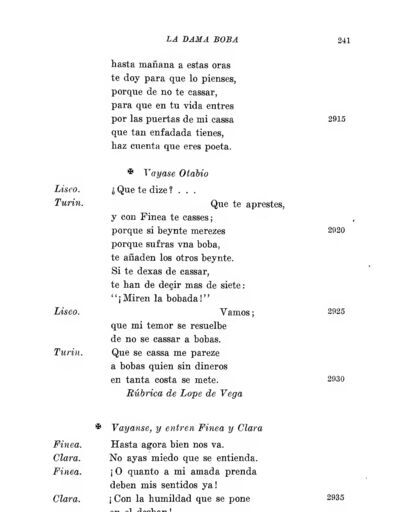 LA DAMA BOBA 241
hasta mañana a estas oras
te doy para que lo pienses,
porque de no te cassar,
para que en tu vida entres
por las puertas de mi cassa 2915
que tan enfadada tienes,
haz cuenta que eres poeta.
✠ Vayase Otabio
Liseo. ¿Que te dize? . . .
Turin. Que te aprestes,
y con Finea te casses;
porque si beynte merezes 2920
porque sufras vna boba,
te añaden los otros beynte.
Si te dexas de cassar,
te han de deçir mas de siete:
"¡Miren la bobada!"
Liseo. Vamos; 2925
que mi temor se resuelbe
de no se cassar a bobas.
Turin. Que se cassa me pareze
a bobas quien sin dineros
en tanta costa se mete. 2930
Rúbrica de Lope de Vega
✠ Vayanse, y entren Finea y Clara
Finea. Hasta agora bien nos va.
Clara. No ayas miedo que se entienda.
Finea. ¡O quanto a mi amada prenda
deben mis sentidos ya!
Clara. ¡Con la humildad que se pone 2935
en el desban!